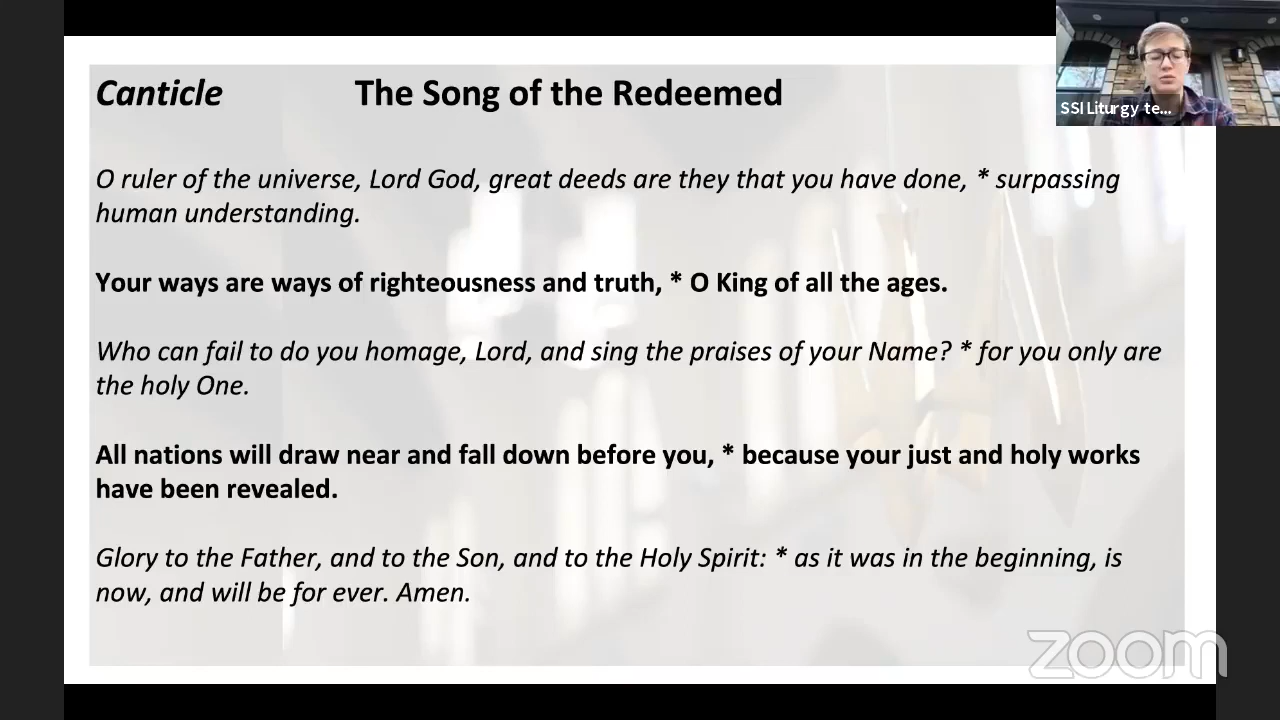 Canticle The Song of the Redeemed
SSI Liturgy te...
O ruler of the universe, Lord God, great deeds are they that you have done, * surpassing
human understanding.
Your ways are ways of righteousness and truth, * O King of all the ages.
Who can fail to do you homage, Lord, and sing the praises of your Name? * for you only are
the holy One.
All nations will draw near and fall down before you, * because your just and holy works
have been revealed.
Glory to the Father, and to the Son, and to the Holy Spirit: * as it was in the beginning, is
now, and will be for ever. Amen.
zoom